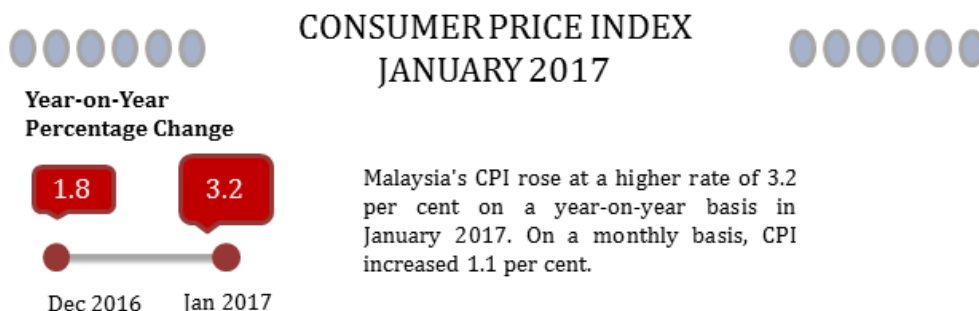 CONSUMER PRICE INDEX
JANUARY 2017
Year-on-Year
Percentage Change
1.8
3.2
Dec 2016
Jan 2017
Malaysia's CPI rose at a higher rate of 3.2
per cent on a year-on-year basis in
January 2017. On a monthly basis, CPI
increased 1.1 per cent.